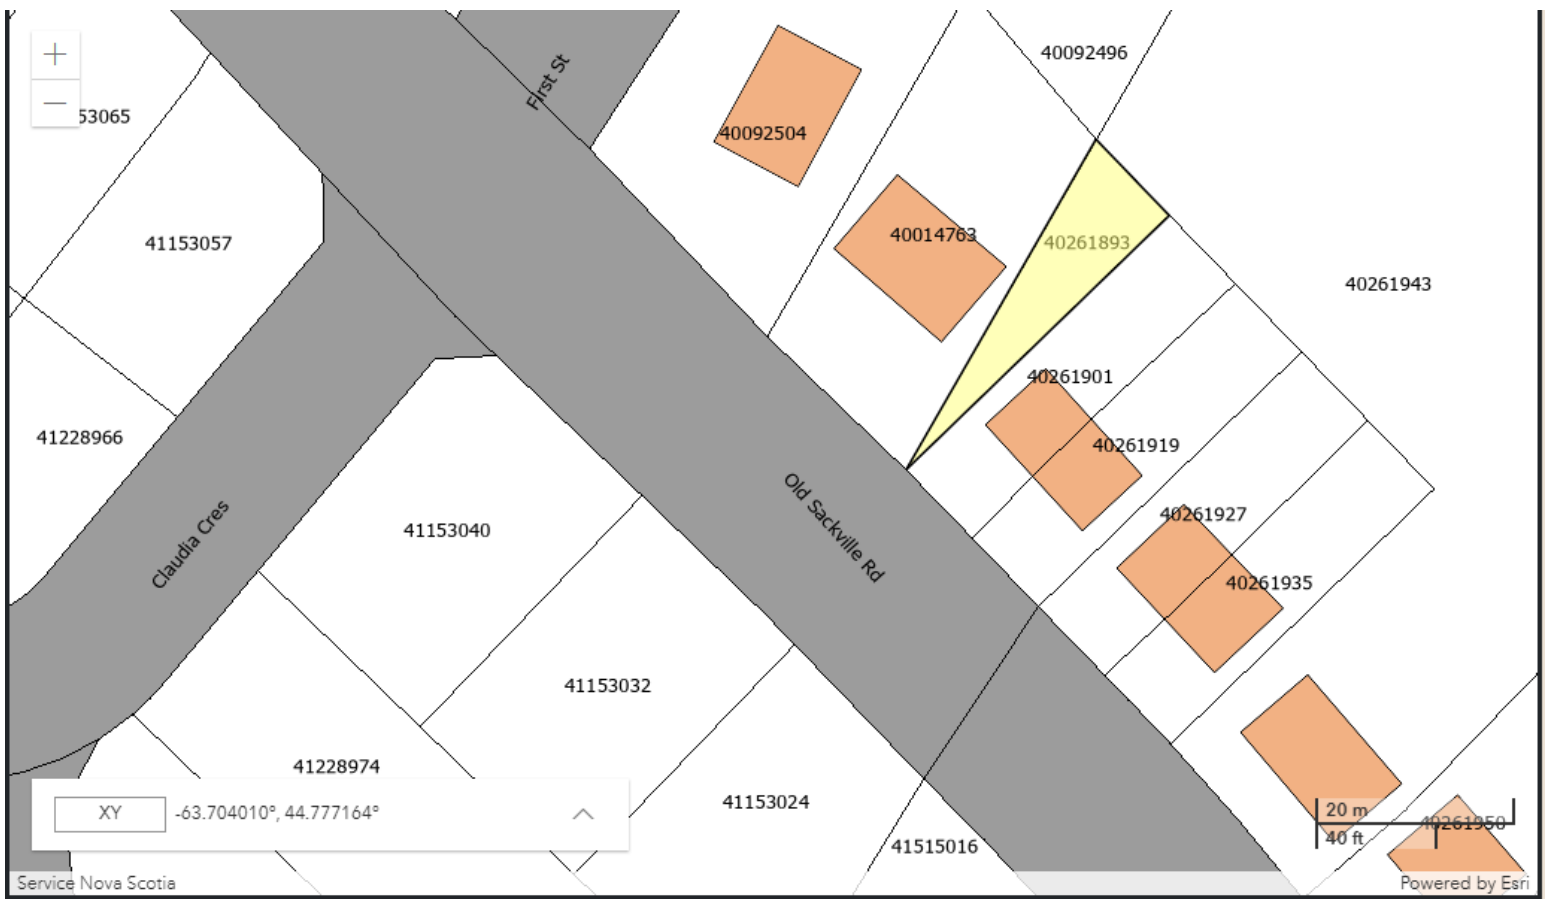 +
−
53065
First St
40092496
40092504
41153057
40014763
40261893
40261943
40261901
41228966
40261919
Old Sackville Rd
Claudia Cres
41153040
40261927
40261935
41153032
41228974
41153024
XY -63.704010°, 44.777164°
20 m
40261950
40 ft
41515016
Service Nova Scotia
Powered by Esri